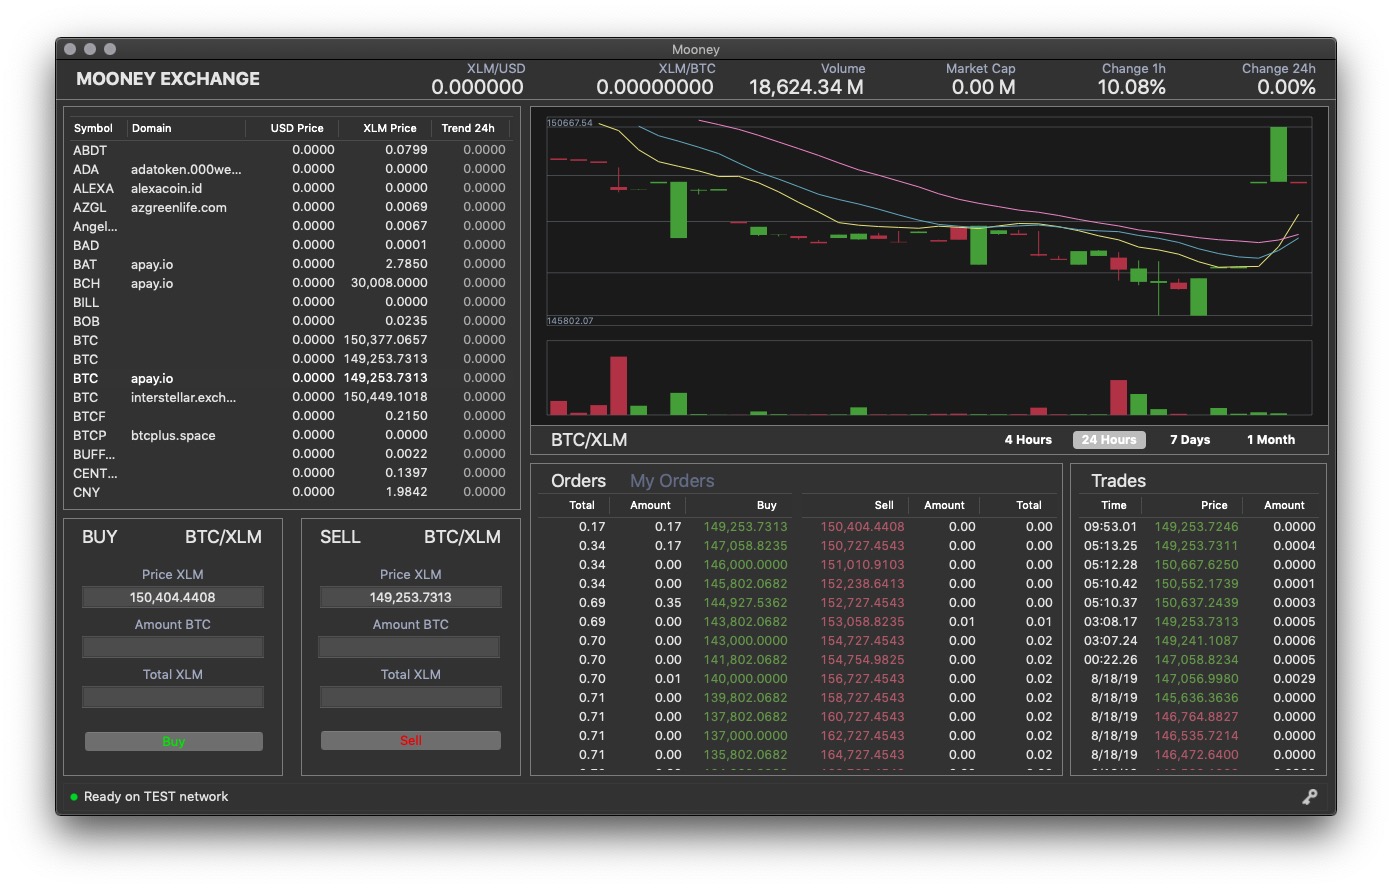 Mooney
MOONEY EXCHANGE
XLM/USD XLM/BTC Volume Market Cap Change 1h Change 24h
0.000000 0.00000000 18,624.34 M 0.00 M 10.08% 0.00%
Symbol Domain USD Price XLM Price Trend 24h
ABDT 0.0000 0.0799 0.0000
ADA adatoken.000we... 0.0000 0.0000 0.0000
ALEXA alexacoin.id 0.0000 0.0000 0.0000
AZGL azgreenlife.com 0.0000 0.0069 0.0000
Angel... 0.0000 0.0067 0.0000
BAD 0.0000 0.0001 0.0000
BAT apay.io 0.0000 2.7850 0.0000
BCH apay.io 0.0000 30,008.0000 0.0000
BILL 0.0000 0.0000 0.0000
BOB 0.0000 0.0235 0.0000
BTC 0.0000 150,377.0657 0.0000
BTC 0.0000 149,253.7313 0.0000
BTC apay.io 0.0000 149,253.7313 0.0000
BTC interstellar.exch... 0.0000 150,449.1018 0.0000
BTCF 0.0000 0.2150 0.0000
BTCP btcplus.space 0.0000 0.0000 0.0000
BUFF... 0.0000 0.0022 0.0000
CENT... 0.0000 0.1397 0.0000
CNY 0.0000 1.9842 0.0000
150667.54
145802.07
BTC/XLM 4 Hours 24 Hours 7 Days 1 Month
BUY BTC/XLM
Price XLM
150,404.4408
Amount BTC
Total XLM
Buy
SELL BTC/XLM
Price XLM
149,253.7313
Amount BTC
Total XLM
Sell
Orders My Orders
Total Amount Buy Sell Amount Total
0.17 0.17 149,253.7313 150,404.4408 0.00 0.00
0.34 0.17 147,058.8235 150,727.4543 0.00 0.00
0.34 0.00 146,000.0000 151,010.9103 0.00 0.00
0.34 0.00 145,802.0682 152,238.6413 0.00 0.00
0.69 0.35 144,927.5362 152,727.4543 0.00 0.00
0.69 0.00 143,802.0682 153,058.8235 0.01 0.01
0.70 0.00 143,000.0000 154,727.4543 0.00 0.02
0.70 0.00 141,802.0682 154,754.9825 0.00 0.02
0.70 0.01 140,000.0000 156,727.4543 0.00 0.02
0.71 0.00 139,802.0682 158,727.4543 0.00 0.02
0.71 0.00 137,802.0682 160,727.4543 0.00 0.02
0.71 0.00 137,000.0000 162,727.4543 0.00 0.02
0.71 0.00 135,802.0682 164,727.4543 0.00 0.02
Trades
Time Price Amount
09:53.01 149,253.7246 0.0000
05:13.25 149,253.7311 0.0004
05:12.28 150,667.6250 0.0000
05:10.42 150,552.1739 0.0001
05:10.37 150,637.2439 0.0003
03:08.17 149,253.7313 0.0005
03:07.24 149,241.1087 0.0006
00:22.26 147,058.8234 0.0005
8/18/19 147,056.9980 0.0029
8/18/19 145,636.3636 0.0000
8/18/19 146,764.8827 0.0000
8/18/19 146,535.7214 0.0000
8/18/19 146,472.6400 0.0000
Ready on TEST network